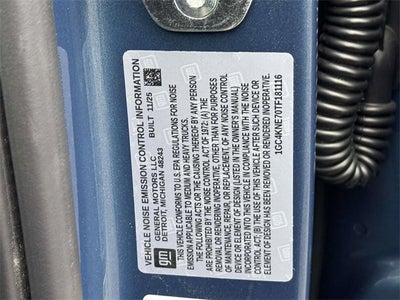 VEHICLE NOISE EMISSION CONTROL INFORMATION
gm
GENERAL MOTORS LLC
DETROIT, MICHIGAN 48243
BUILT 11/25
THIS VEHICLE CONFORMS TO U.S. EPA REGULATIONS FOR NOISE
EMISSION APPLICABLE TO MEDIUM AND HEAVY TRUCKS.
THE FOLLOWING ACTS OR THE CAUSING THEREOF BY ANY PERSON
ARE PROHIBITED BY THE NOISE CONTROL ACT OF 1972: (A) THE
REMOVAL OR RENDERING INOPERATIVE, (OTHER THAN FOR PURPOSES
OF MAINTENANCE, REPAIR, OR REPLACEMENT) OF ANY NOISE CONTROL
DEVICE OR ELEMENT OF DESIGN (LISTED IN THE OWNER'S MANUAL)
INCORPORATED INTO THIS VEHICLE IN COMPLIANCE WITH THE NOISE
CONTROL ACT; (B) THE USE OF THIS VEHICLE AFTER SUCH DEVICE OR
ELEMENT OF DESIGN HAS BEEN REMOVED OR RENDERED INOPERATIVE.
1GC4KNE70TF181116